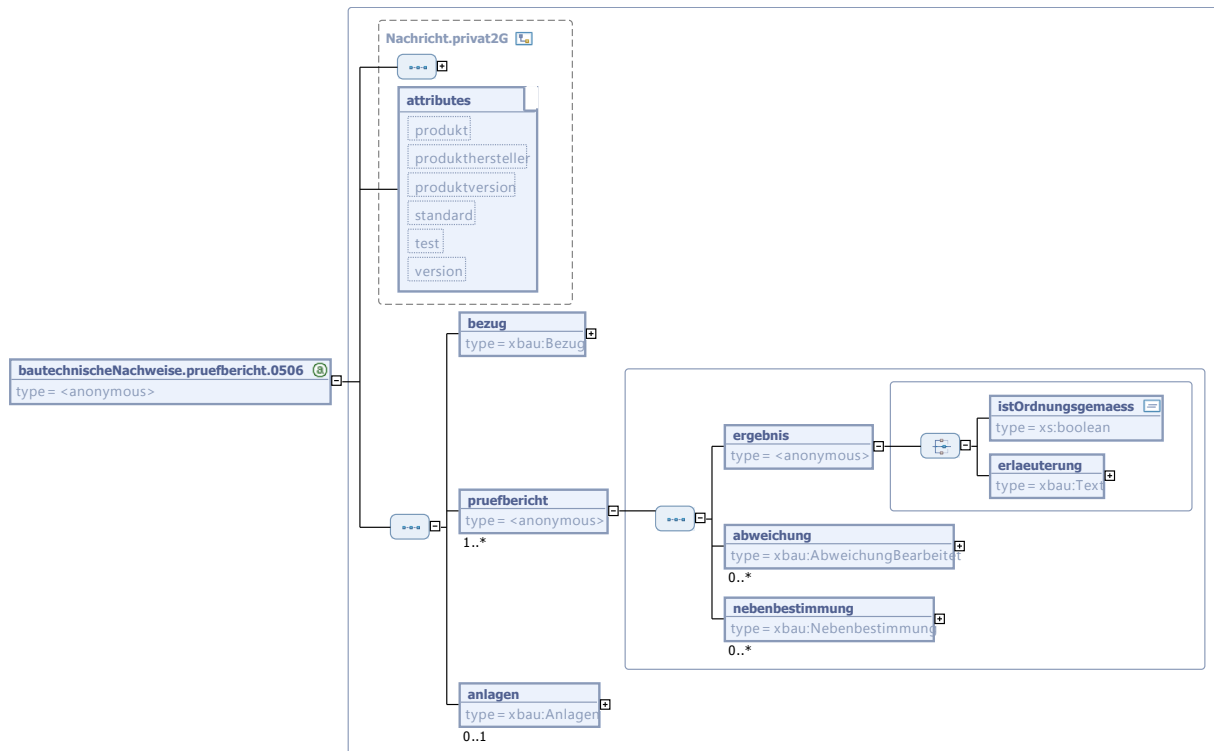 Nachricht.privat2G
attributes
produkt
produkthersteller
produktversion
standard
test
version
bezug
type = xbau:Bezug
bautechnischeNachweise.pruefbericht.0506 a
type = <anonymous>
istOrdnungsgemaess
type = xs:boolean
ergebnis
type = <anonymous>
erlaeuterung
type = xbau:Text
pruefbericht
type = <anonymous>
1..*
abweichung
type = xbau:AbweichungBearbeitet
0..*
nebenbestimmung
type = xbau:Nebenbestimmung
0..*
anlagen
type = xbau:Anlagen
0..1